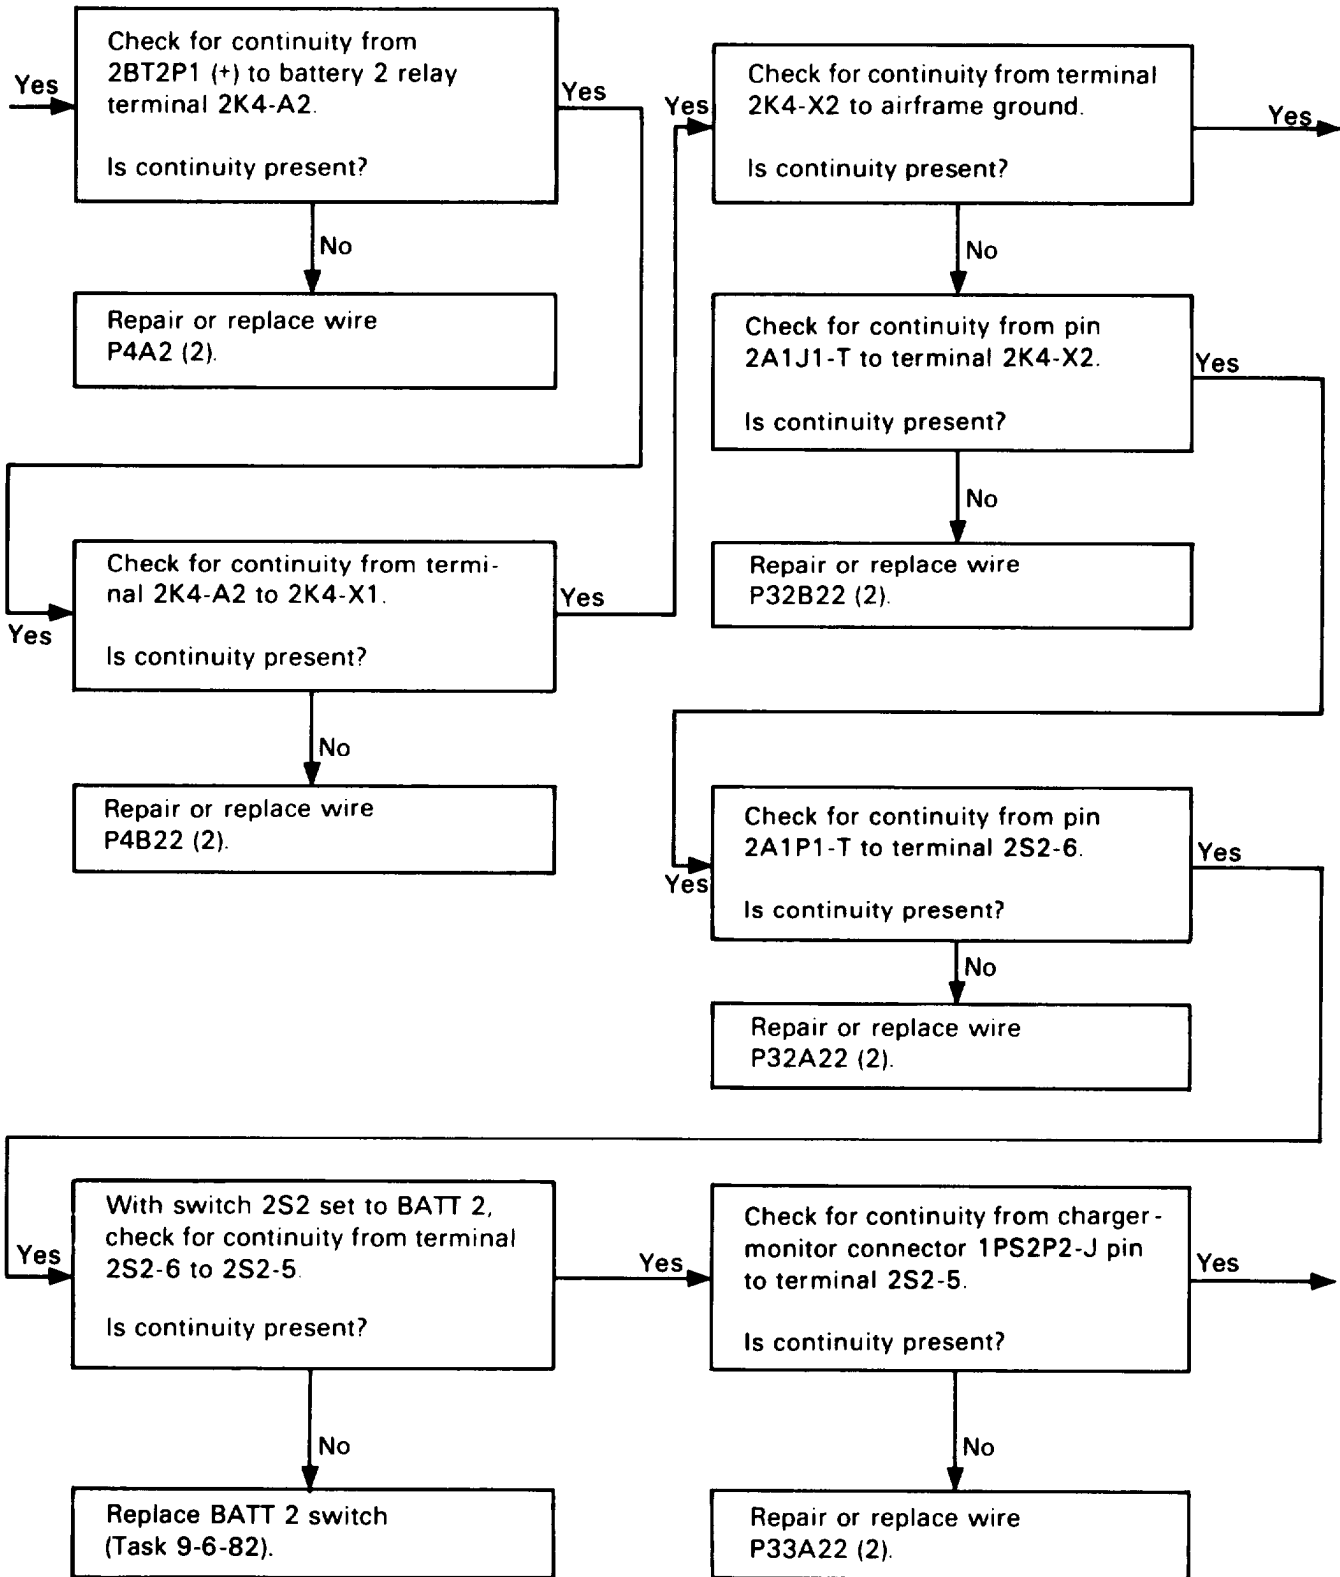 Yes
Check for continuity from
2BT2P1 (+) to battery 2 relay
terminal 2K4-A2.
Is continuity present?
Yes
No
Repair or replace wire
P4A2 (2).
Yes
Check for continuity from termi-
nal 2K4-A2 to 2K4-X1.
Is continuity present?
Yes
No
Repair or replace wire
P4B22 (2).
Yes
Check for continuity from terminal
2K4-X2 to airframe ground.
Is continuity present?
Yes
No
Check for continuity from pin
2A1J1-T to terminal 2K4-X2.
Is continuity present?
Yes
No
Repair or replace wire
P32B22 (2).
Yes
Check for continuity from pin
2A1P1-T to terminal 2S2-6.
Is continuity present?
Yes
No
Repair or replace wire
P32A22 (2).
Yes
With switch 2S2 set to BATT 2,
check for continuity from terminal
2S2-6 to 2S2-5.
Is continuity present?
Yes
No
Replace BATT 2 switch
(Task 9-6-82).
Check for continuity from charger-
monitor connector 1PS2P2-J pin
to terminal 2S2-5.
Is continuity present?
Yes
No
Repair or replace wire
P33A22 (2).